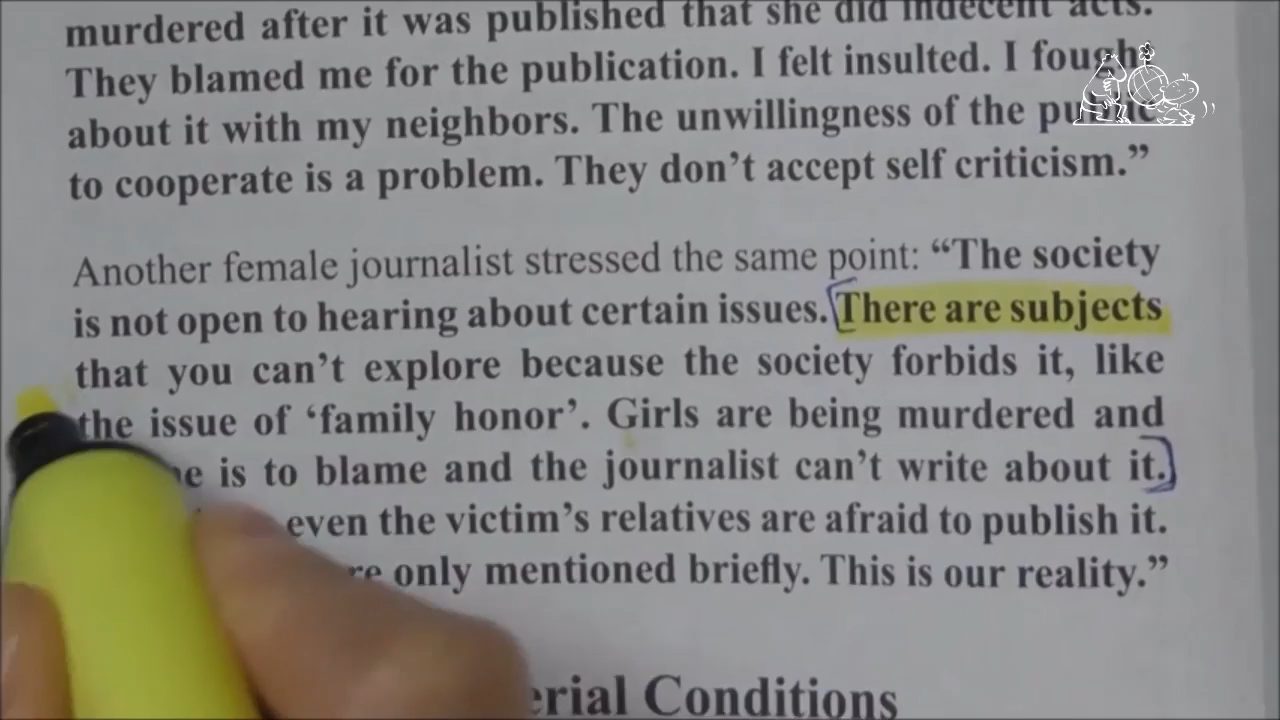 murdered after it was published that she did indecent acts.
They blamed me for the publication. I felt insulted. I fought
about it with my neighbors. The unwillingness of the public
to cooperate is a problem. They don’t accept self criticism.”
Another female journalist stressed the same point: “The society
is not open to hearing about certain issues. There are subjects
that you can’t explore because the society forbids it, like
the issue of ‘family honor’. Girls are being murdered and
is to blame and the journalist can’t write about it.
even the victim’s relatives are afraid to publish it.
only mentioned briefly. This is our reality.”
Conditions